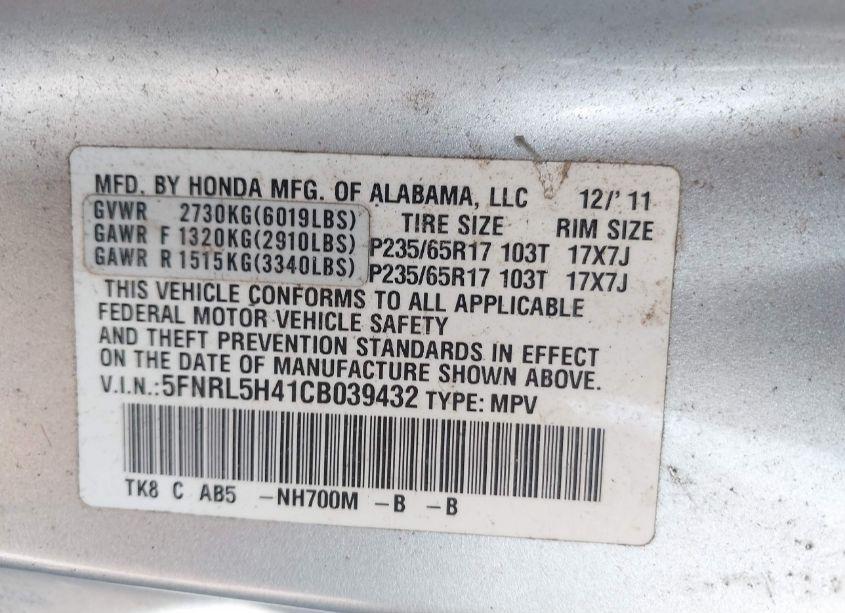 MFD. BY HONDA MFG. OF ALABAMA, LLC 12/' 11
GVWR 2730KG(6019LBS) TIRE SIZE RIM SIZE
GAWR F 1320KG(2910LBS) P235/65R17 103T 17X7J
GAWR R 1515KG(3340LBS) P235/65R17 103T 17X7J
THIS VEHICLE CONFORMS TO ALL APPLICABLE
FEDERAL MOTOR VEHICLE SAFETY
AND THEFT PREVENTION STANDARDS IN EFFECT
ON THE DATE OF MANUFACTURE SHOWN ABOVE.
V.I.N.:5FNRL5H41CB039432 TYPE: MPV
TK8 C AB5 -NH700M -B -B